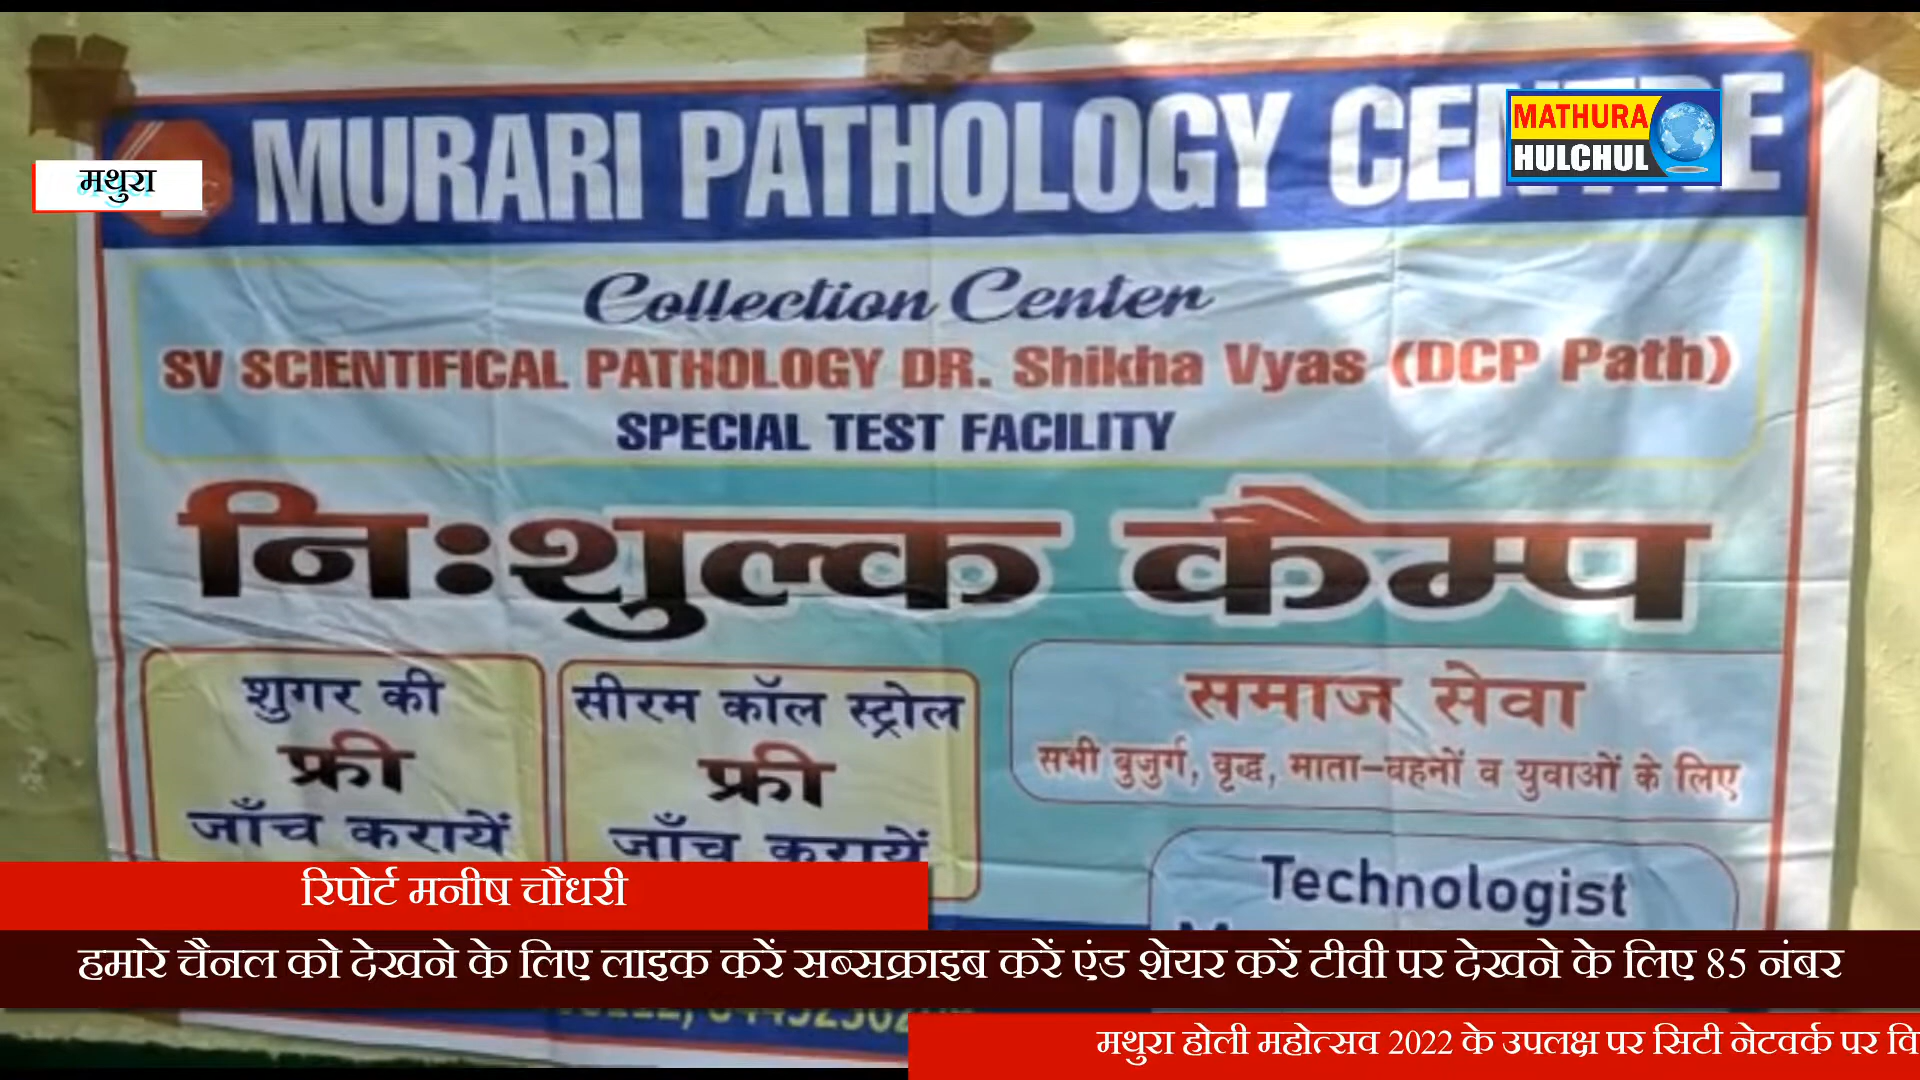 MURARI PATHOLOGY CENTRE
MATHURA
HULCHUL
मथुरा
Collection Center
SV SCIENTIFICAL PATHOLOGY DR. Shikha Vyas (DCP Path)
SPECIAL TEST FACILITY
निःशुल्क कैम्प
शुगर की
फ्री
जाँच करायें
सीरम कॉल स्ट्रोल
फ्री
जाँच करायें
समाज सेवा
सभी बुजुर्ग, वृद्ध, माता-बहनों व युवाओं के लिए
Technologist
रिपोर्ट मनीष चौधरी
हमारे चैनल को देखने के लिए लाइक करें सब्सक्राइब करें एंड शेयर करें टीवी पर देखने के लिए 85 नंबर
मथुरा होली महोत्सव 2022 के उपलक्ष पर सिटी नेटवर्क पर वि